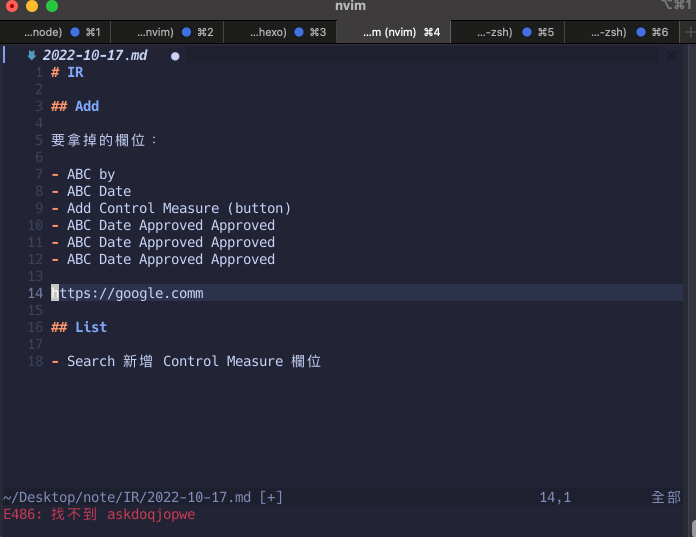 nvim
⌥⌘1
...node) ⌘1 ...nvim) ⌘2 ...hexo) ⌘3 ...m (nvim) ⌘4 ...-zsh) ⌘5 ...-zsh) ⌘6
2022-10-17.md
1 # IR
2
3 ## Add
4
5 要拿掉的欄位：
6
7 - ABC by
8 - ABC Date
9 - Add Control Measure (button)
10 - ABC Date Approved Approved
11 - ABC Date Approved Approved
12 - ABC Date Approved Approved
13
14 https://google.comm
15
16 ## List
17
18 - Search 新增 Control Measure 欄位
~/Desktop/note/IR/2022-10-17.md [+] 14,1 全部
E486: 找不到 askdoqjopwe